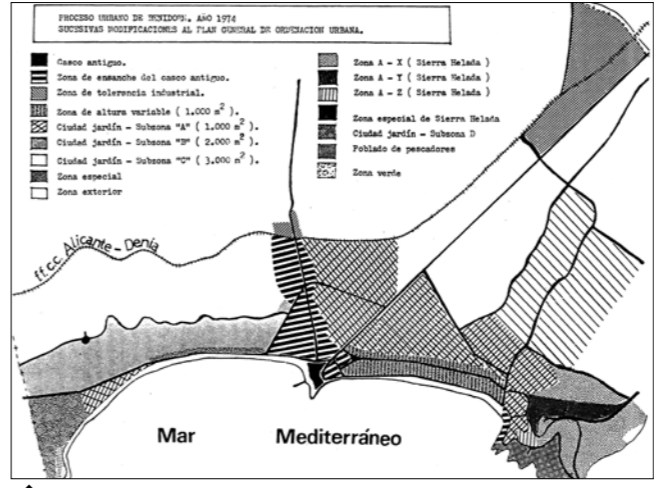 PROCESO URBANO DE BENIDORM. AÑO 1974
SUCESIVAS MODIFICACIONES AL PLAN GENERAL DE ORDENACION URBANA.
Casco antiguo.
Zona de ensanche del casco antiguo.
Zona de tolerencia industrial.
Zona de altura variable ( 1.000 m² ).
Ciudad jardín - Subzona "A" ( 1.000 m² ).
Ciudad jardín - Subzona "B" ( 2.000 m² ).
Ciudad jardín - Subzona "C" ( 3.000 m² ).
Zona especial
Zona exterior
Zona A - X ( Sierra Helada )
Zona A - Y ( Sierra Helada )
Zona A - Z ( Sierra Helada )
Zona especial de Sierra Helada
Ciudad jardín - Subzona D
Poblado de pescadores
Zona verde
ff.cc. Alicante - Denia
Mar Mediterráneo